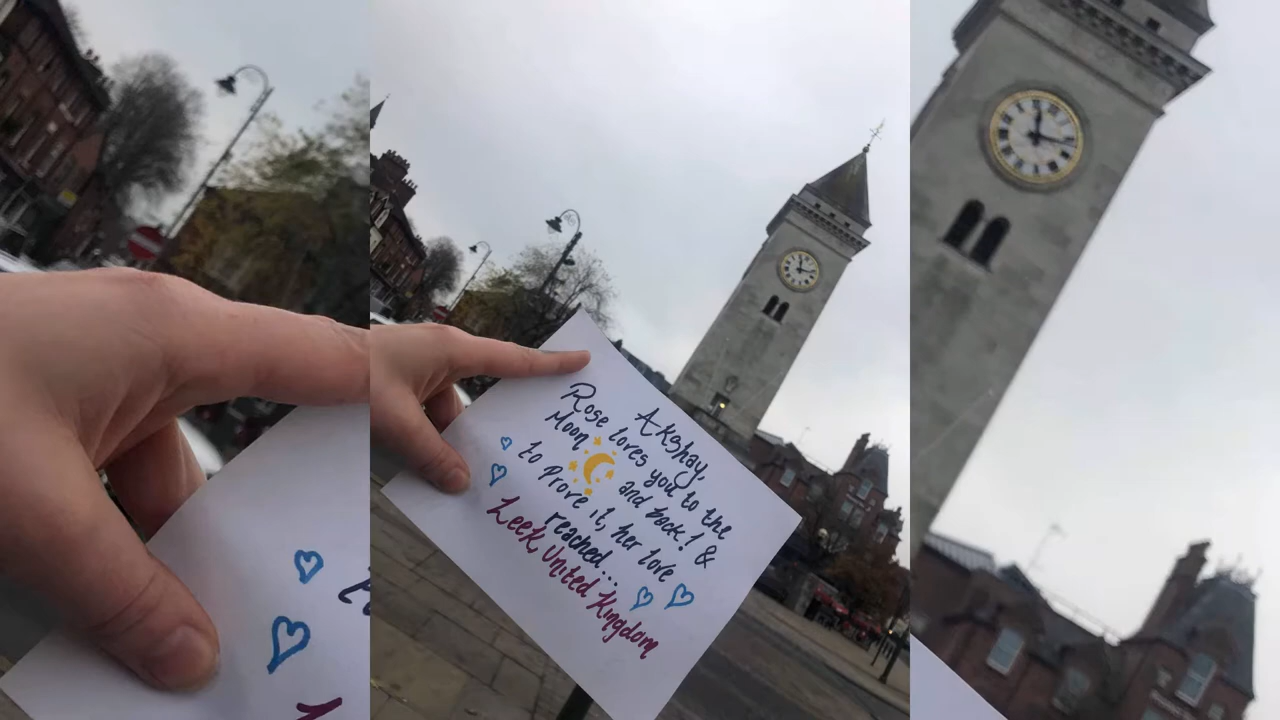 Akshay,
Rose loves you to the
Moon and back! &
to Prove it, her love
reached...
Leek, United Kingdom